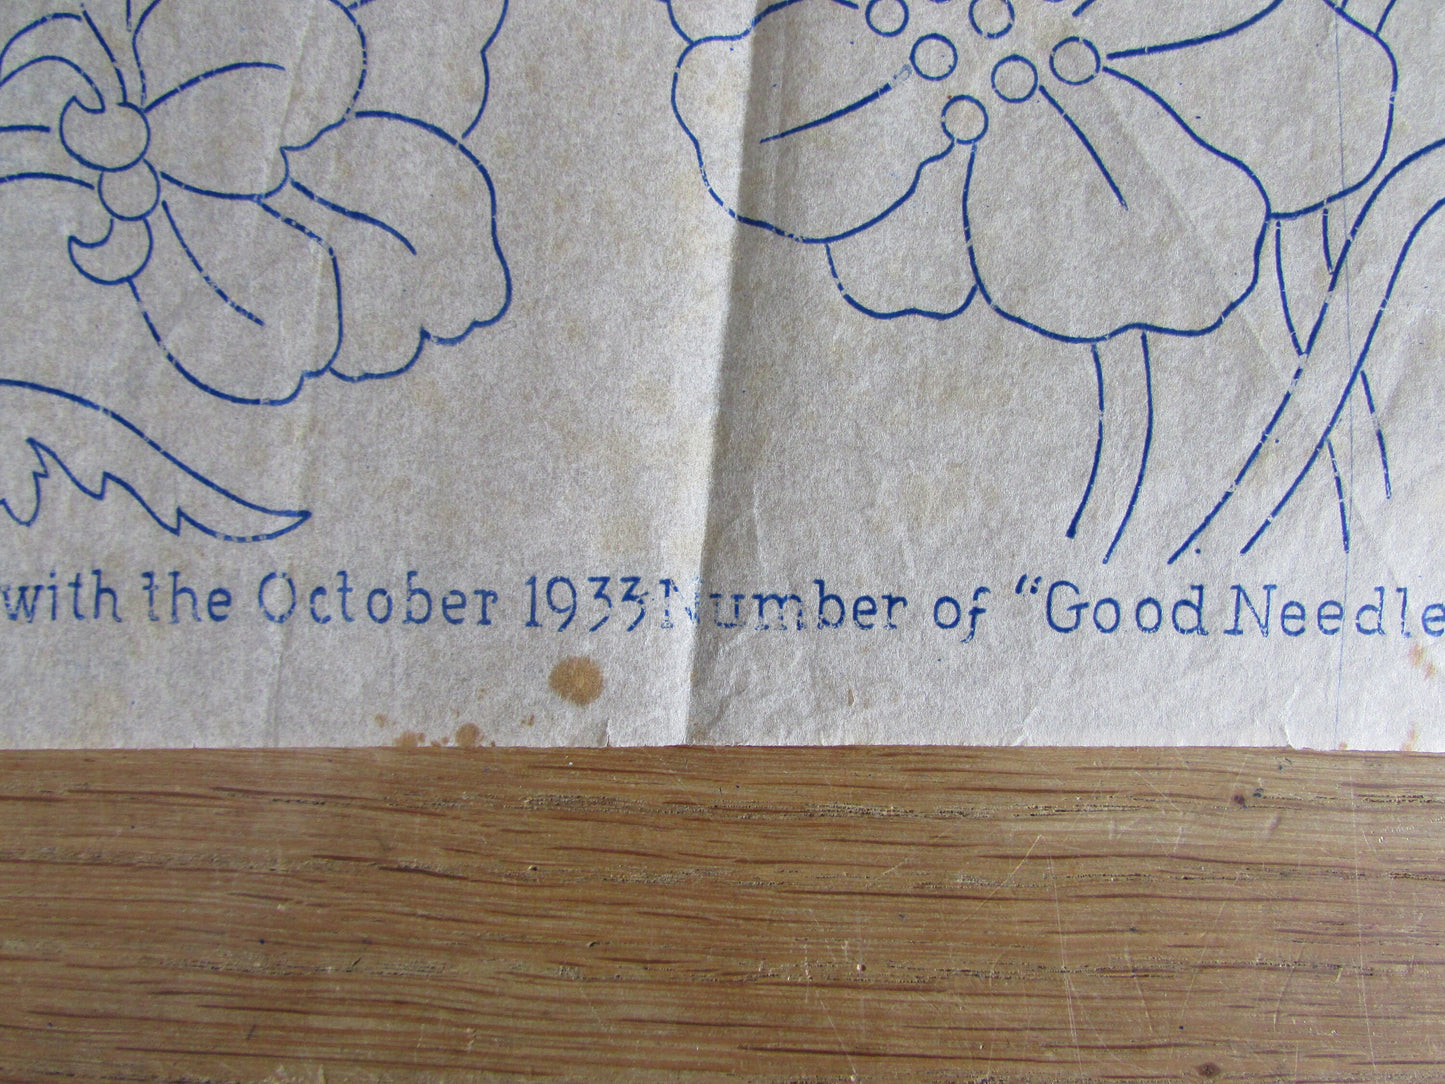 with the October 1933 Number of "Good Needle